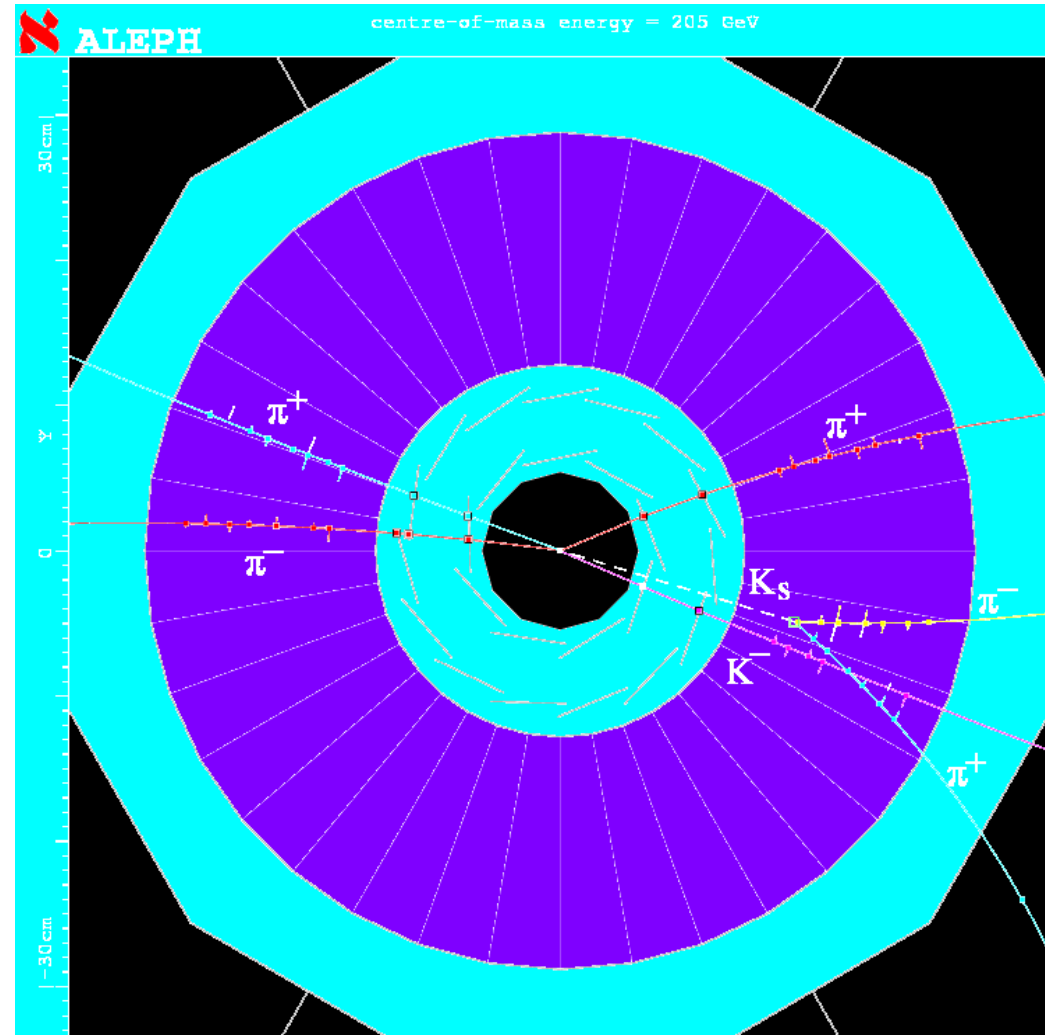 ALEPH
centre-of-mass energy = 205 GeV
30cm|
Y
0
|-30cm
π+
π+
π−
KS
π−
K−
π+